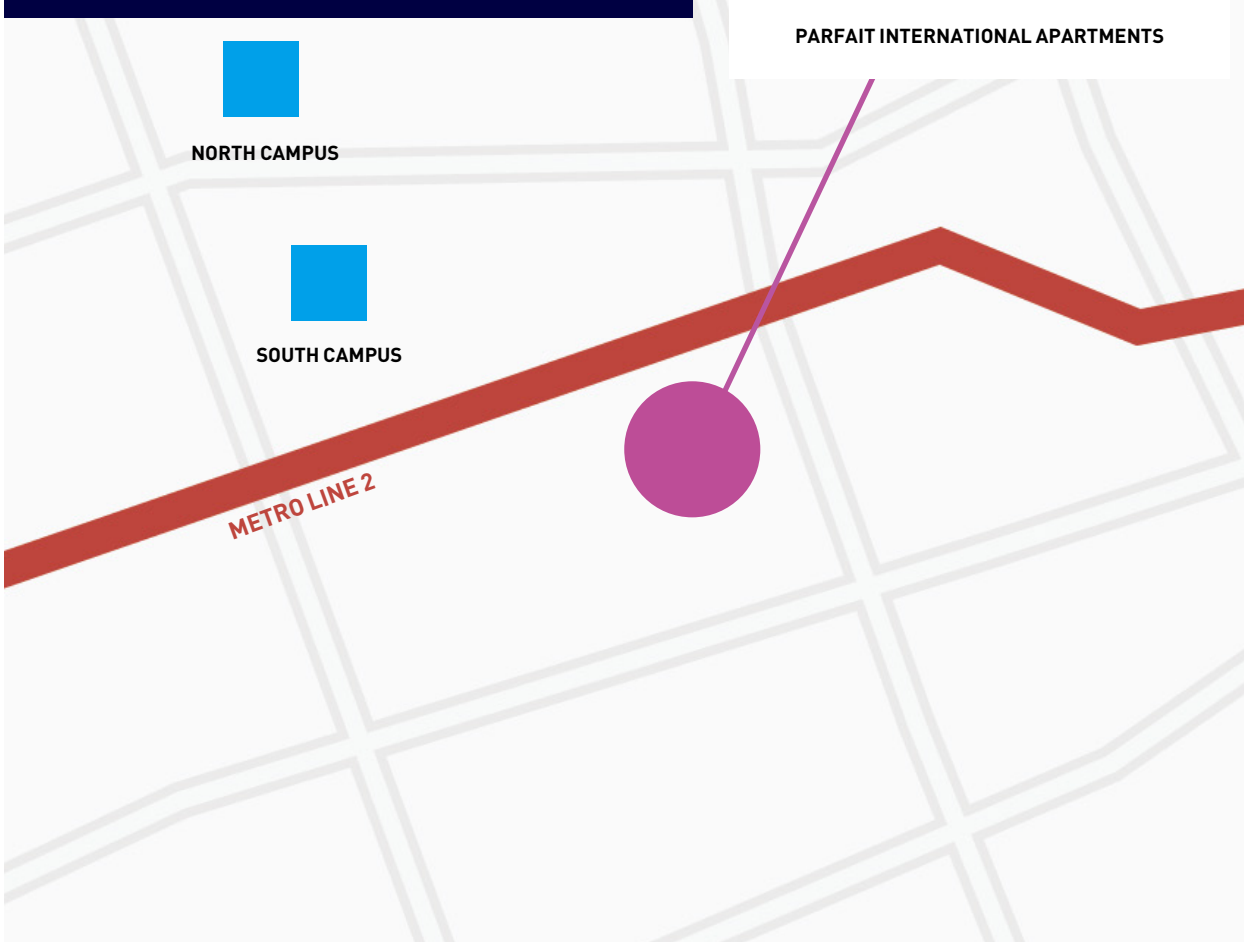 PARFAIT INTERNATIONAL APARTMENTS
NORTH CAMPUS
SOUTH CAMPUS
METRO LINE 2